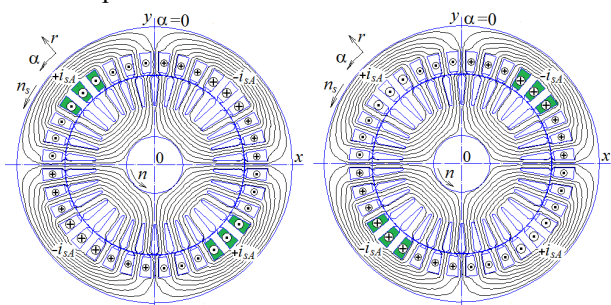 y α=0
r
α
+i_sA
-i_sA
n_s
0
x
n
-i_sA
+i_sA
y α=0
r
α
+i_sA
-i_sA
n_s
0
x
n
-i_sA
+i_sA